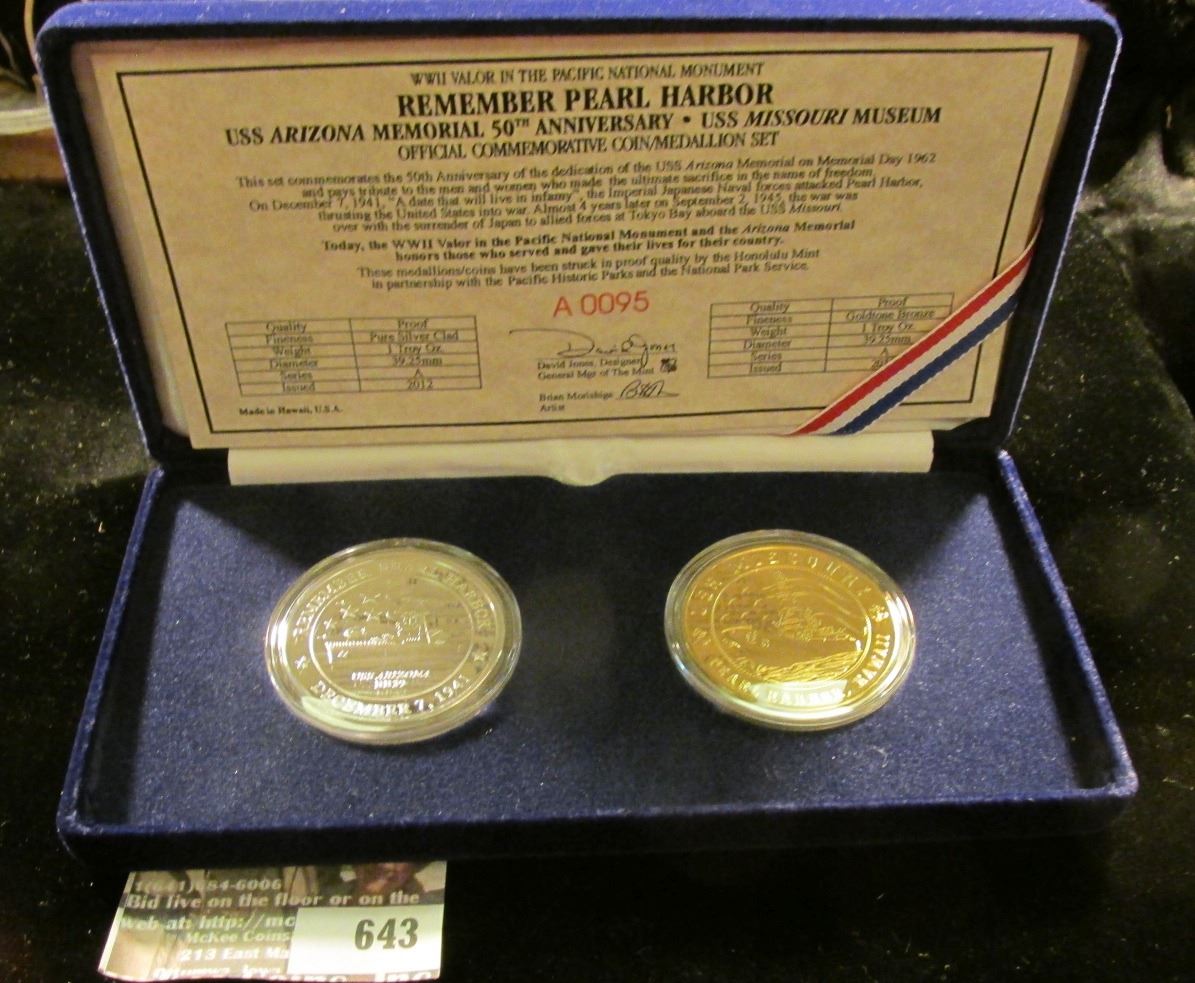 WWII VALOR IN THE PACIFIC NATIONAL MONUMENT
REMEMBER PEARL HARBOR
USS ARIZONA MEMORIAL 50TH ANNIVERSARY • USS MISSOURI MUSEUM
OFFICIAL COMMEMORATIVE COIN/MEDALLION SET
This set commemorates the 50th Anniversary of the dedication of the USS Arizona Memorial on Memorial Day 1962
and pays tribute to the men and women who made the ultimate sacrifice in the name of freedom.
On December 7, 1941, "A date that will live in infamy", the Imperial Japanese Naval forces attacked Pearl Harbor,
thrusting the United States into war. Almost 4 years later on September 2, 1945, the war was
over with the surrender of Japan to allied forces at Tokyo Bay aboard the USS Missouri.
Today, the WWII Valor in the Pacific National Monument and the Arizona Memorial
honors those who served and gave their lives for their country.
These medallions/coins have been struck in proof quality by the Honolulu Mint
in partnership with the Pacific Historic Parks and the National Park Service.
A 0095
Quality Proof
Fineness Pure Silver Clad
Weight 1 Troy Oz.
Diameter 39.25mm
Series A
Issued 2012
David Jones, Designer
General Mgr of The Mint
Brian Morishige
Artist
Quality Proof
Fineness Goldtone Bronze
Weight 1 Troy Oz.
Diameter 39.25mm
Series A
Issued
Made in Hawaii, U.S.A.
REMEMBER PEARL HARBOR
USS ARIZONA
BB39
DECEMBER 7, 1941
USS MISSOURI
PEARL HARBOR, HAWAII
-6006
Bid live on the floor or on the
web at: http://mc
McKee Coins
213 East Ma
643